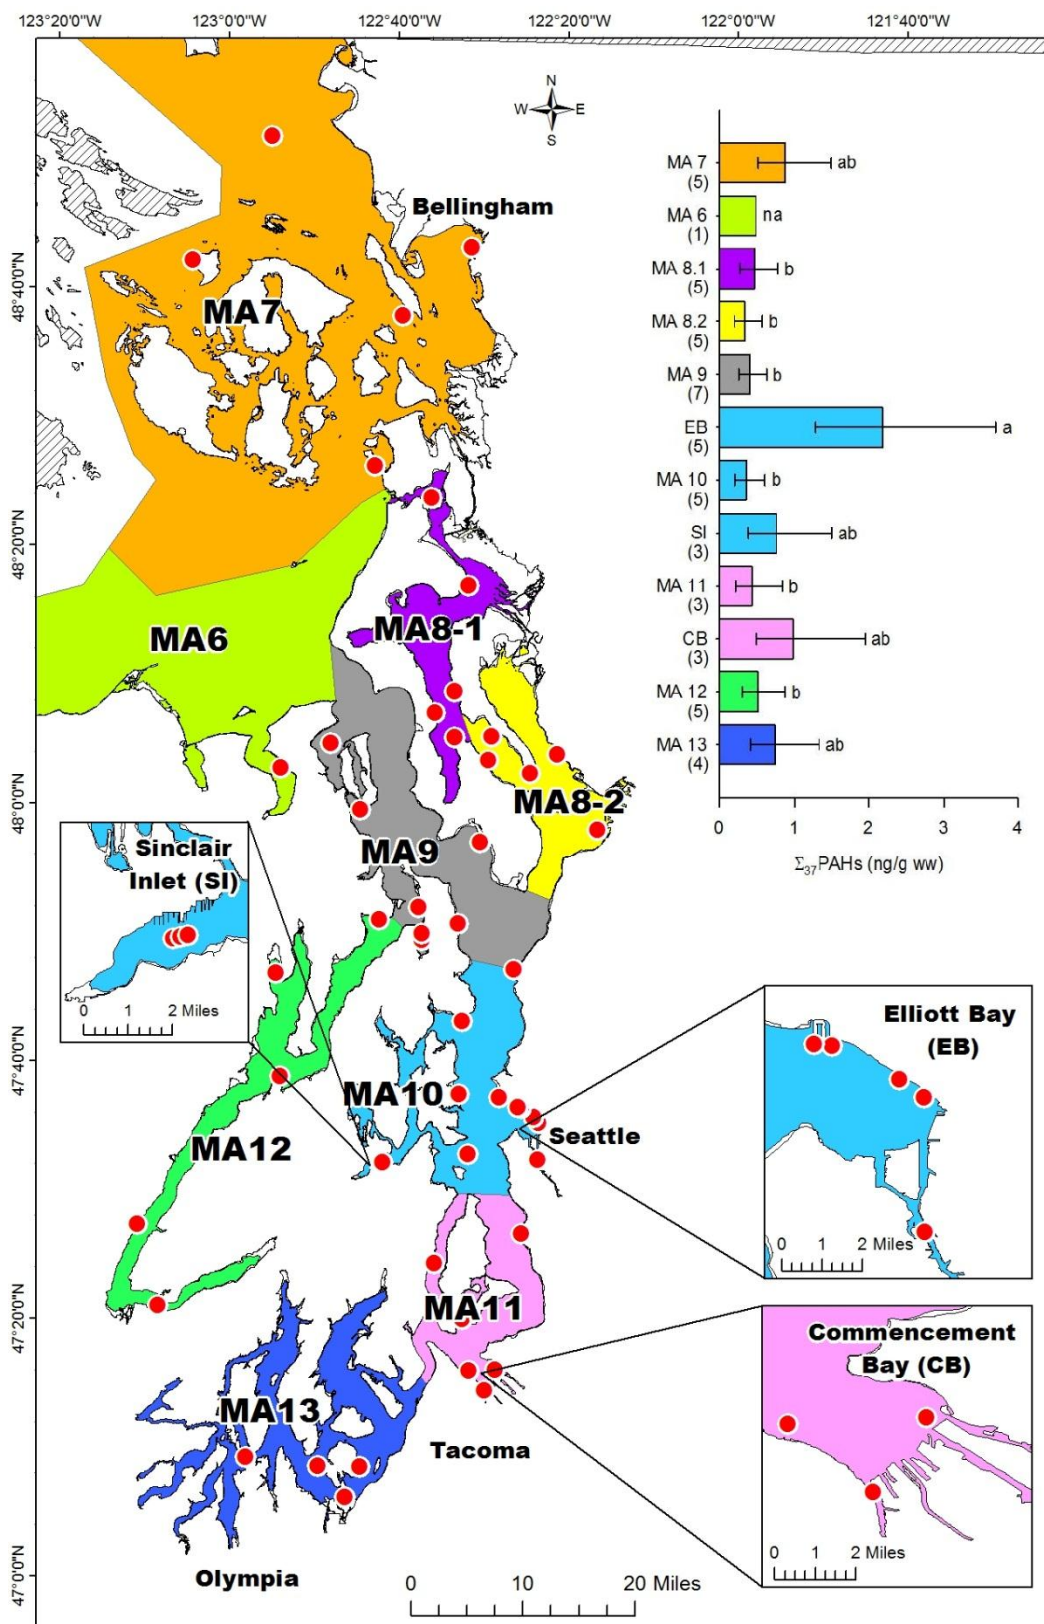 123°20'0"W 123°0'0"W 122°40'0"W 122°20'0"W 122°0'0"W 121°40'0"W
N
W E
S
Bellingham
48°40'0"N
MA7
48°20'0"N
MA6
MA8-1
MA8-2
48°0'0"N
MA9
Sinclair
Inlet (SI)
0 1 2 Miles
47°40'0"N
MA10
MA12
Seattle
Elliott Bay
(EB)
0 1 2 Miles
47°20'0"N
MA11
Commencement
Bay (CB)
0 1 2 Miles
MA13
Tacoma
47°0'0"N
Olympia
0 10 20 Miles
MA 7
(5)
ab
MA 6
(1)
na
MA 8.1
(5)
b
MA 8.2
(5)
b
MA 9
(7)
b
EB
(5)
a
MA 10
(5)
b
SI
(3)
ab
MA 11
(3)
b
CB
(3)
ab
MA 12
(5)
b
MA 13
(4)
ab
0 1 2 3 4
Σ37PAHs (ng/g ww)